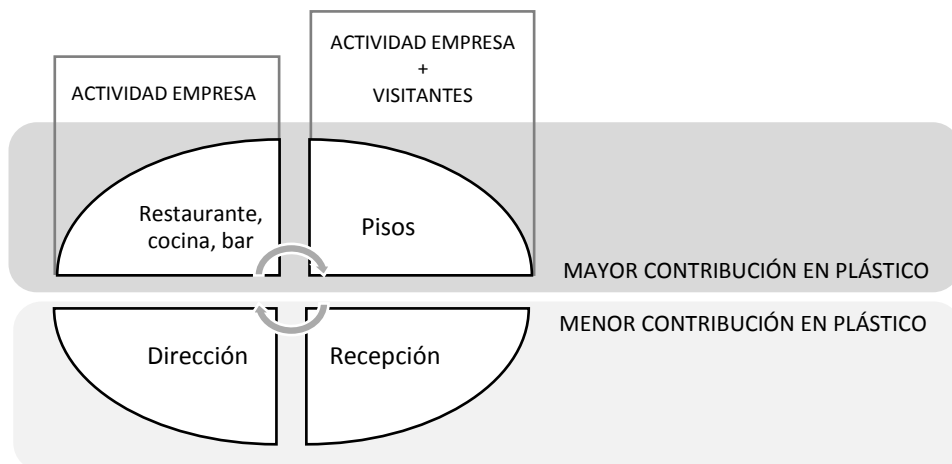 ACTIVIDAD EMPRESA
ACTIVIDAD EMPRESA
+
VISITANTES
Restaurante,
cocina, bar
Pisos
MAYOR CONTRIBUCIÓN EN PLÁSTICO
MENOR CONTRIBUCIÓN EN PLÁSTICO
Dirección
Recepción